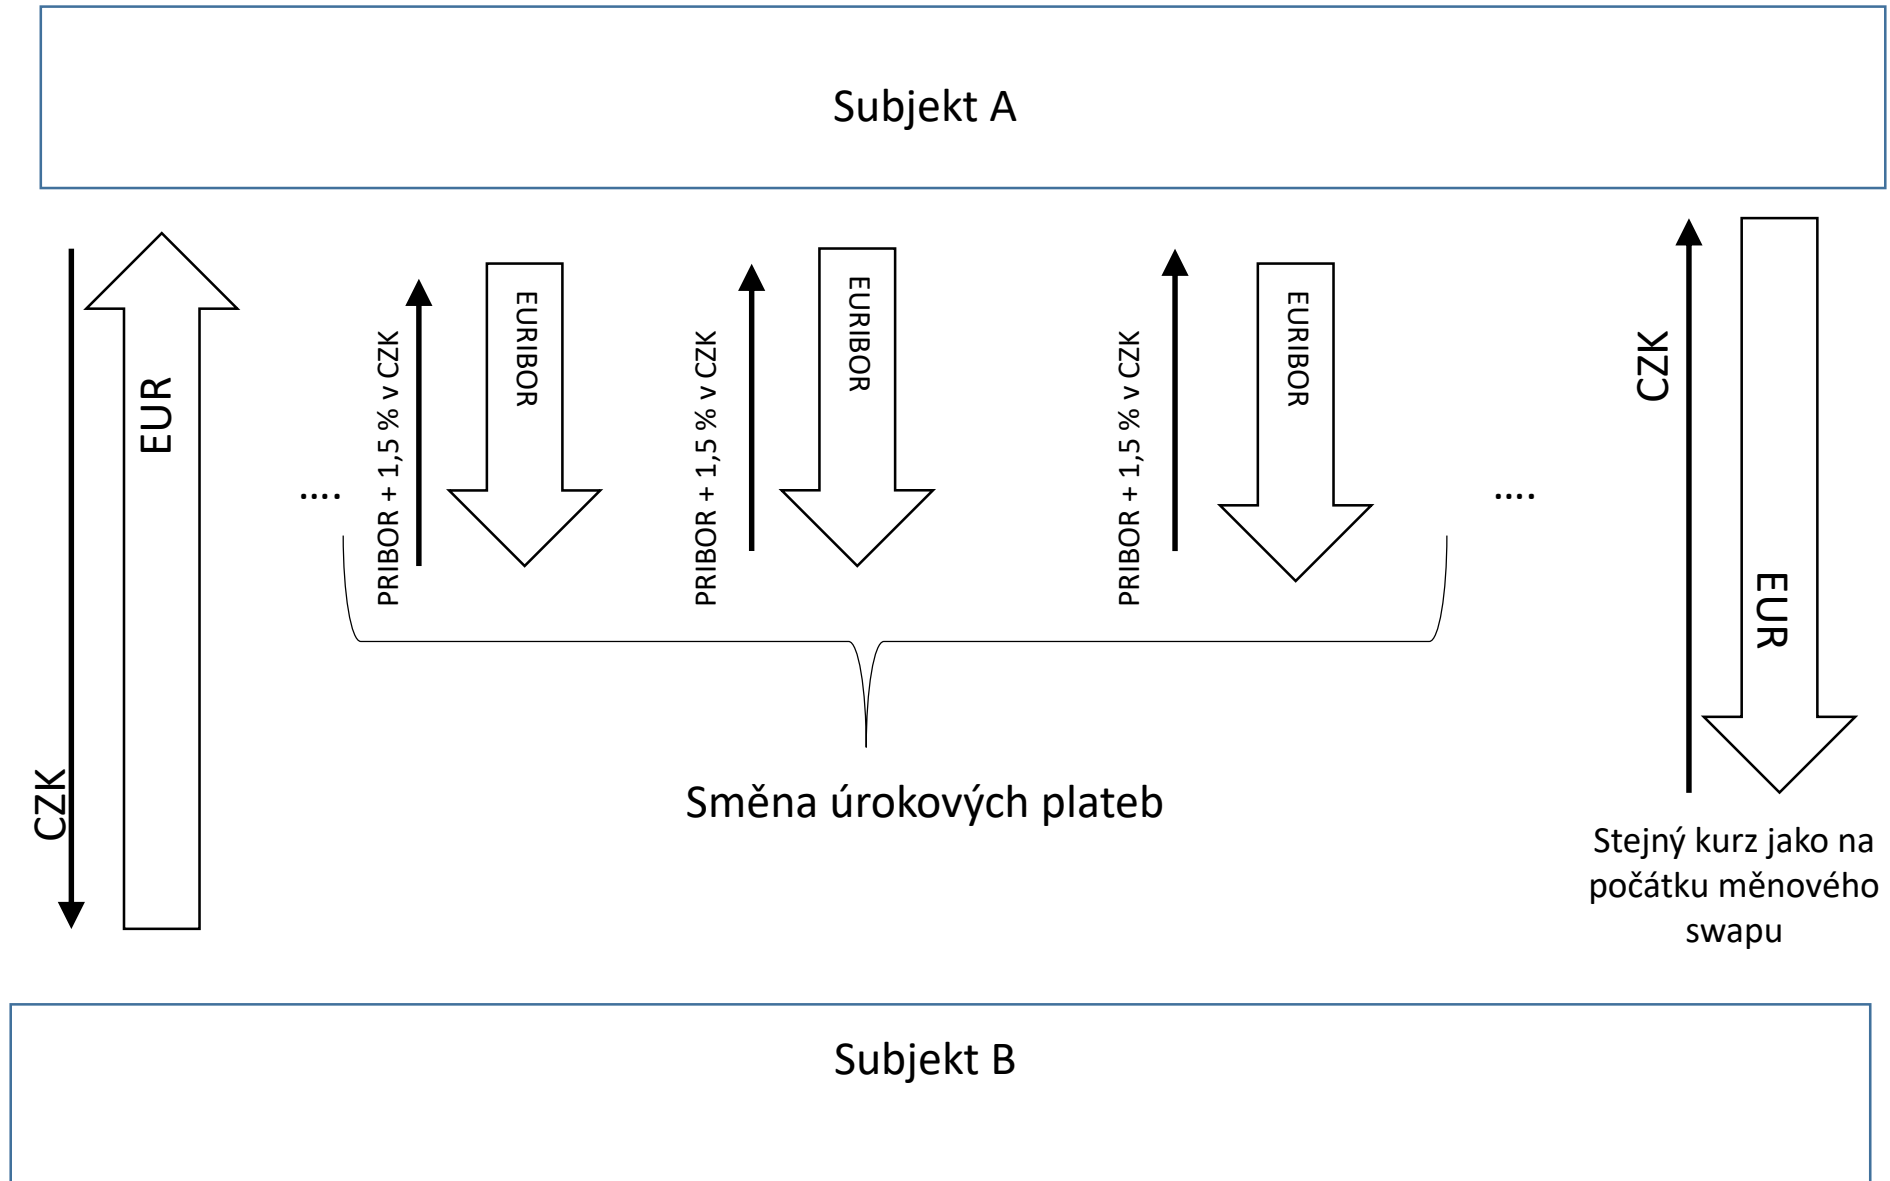 Subjekt A
CZK
EUR
....
PRIBOR + 1,5 % v CZK
EURIBOR
PRIBOR + 1,5 % v CZK
EURIBOR
PRIBOR + 1,5 % v CZK
EURIBOR
....
CZK
EUR
Směna úrokových plateb
Stejný kurz jako na
počátku měnového
swapu
Subjekt B